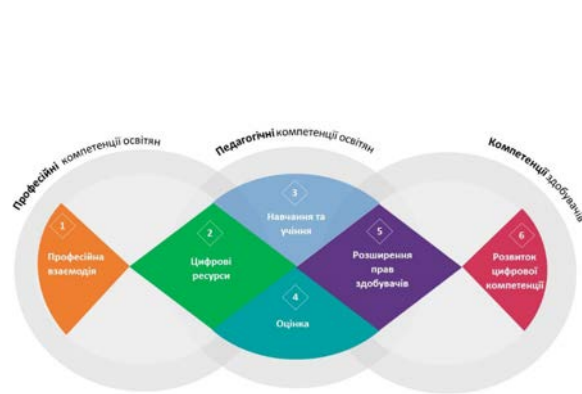 Професійні компетенції освітян
Педагогічні компетенції освітян
Компетенції здобувачів
1
Професійна
взаємодія
2
Цифрові
ресурси
3
Навчання та
учіння
4
Оцінка
5
Розширення
прав
здобувачів
6
Розвиток
цифрової
компетенції